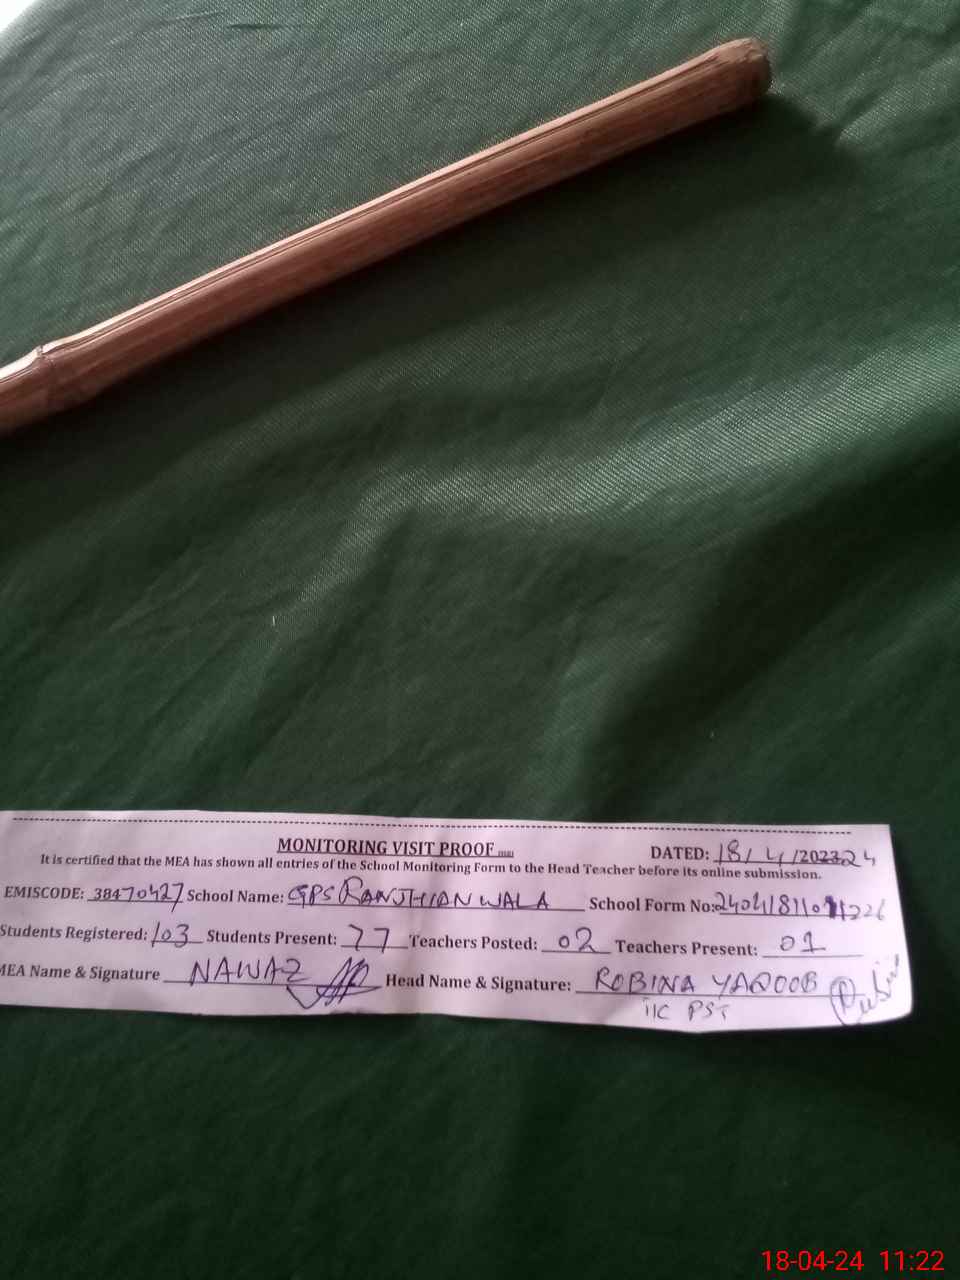 MONITORING VISIT PROOF
DATED: 18/4/202324
It is certified that the MEA has shown all entries of the School Monitoring Form to the Head Teacher before its online submission.
EMISCODE: 38470427 School Name: GPS RANJHIANWALA School Form No:
Students Registered: 103 Students Present: 77 Teachers Posted: 02 Teachers Present: 01
MEA Name & Signature NAWAZ Head Name & Signature: ROBINA YAQOOB
I/C PST
18-04-24 11:22